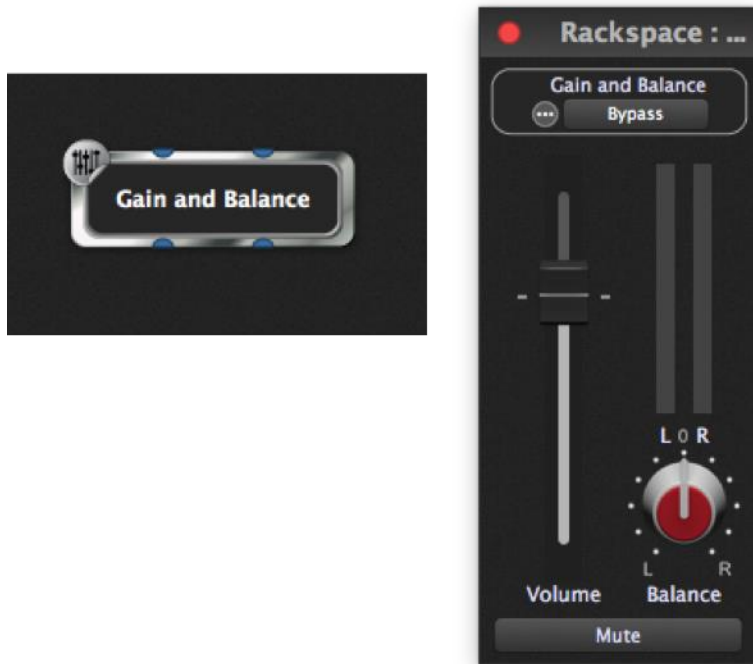 Gain and Balance
Rackspace : ...
Gain and Balance
Bypass
L 0 R
L R
Volume Balance
Mute